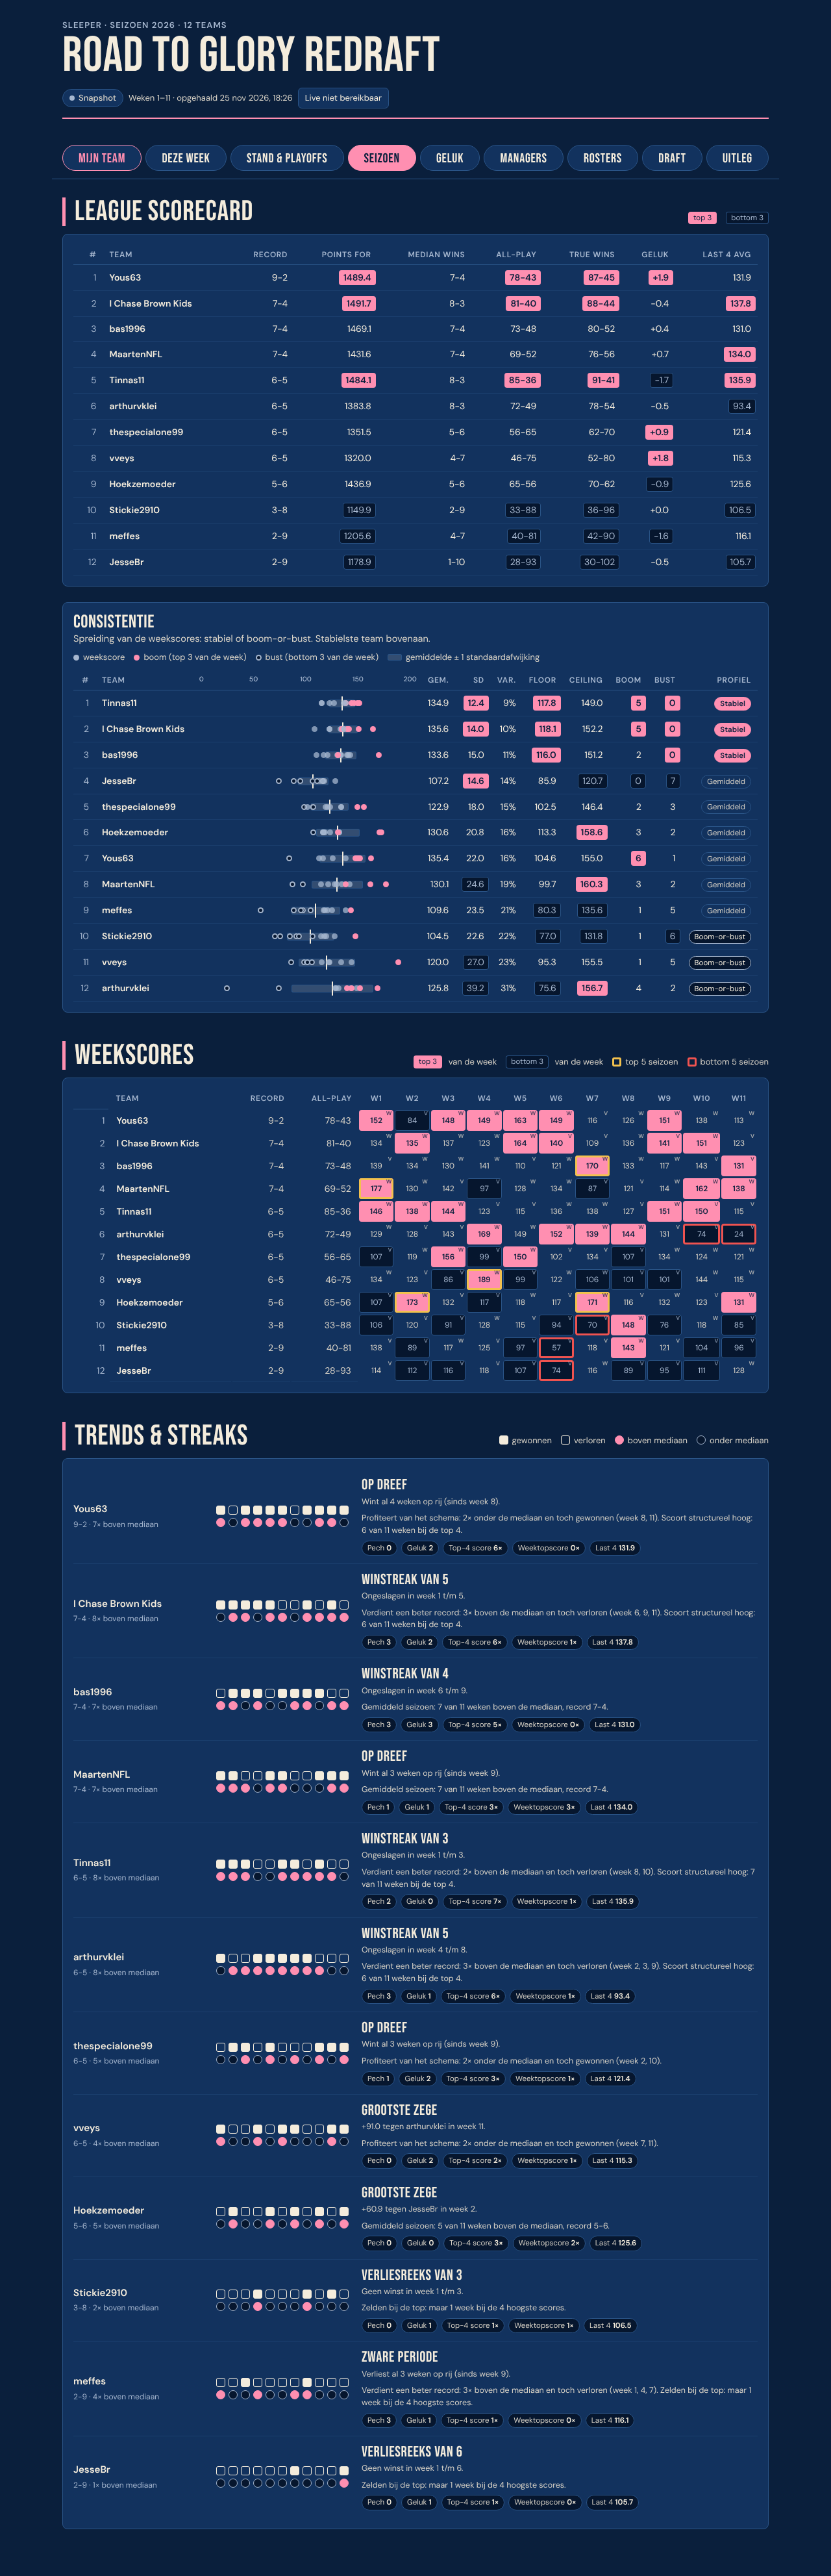 SLEEPER · SEIZOEN 2026 · 12 TEAMS
ROAD TO GLORY REDRAFT
Snapshot Weken 1–11 · opgehaald 25 nov 2026, 18:26 Live niet bereikbaar
MIJN TEAM DEZE WEEK STAND & PLAYOFFS SEIZOEN GELUK MANAGERS ROSTERS DRAFT UITLEG
LEAGUE SCORECARD
top 3 bottom 3
# TEAM RECORD POINTS FOR MEDIAN WINS ALL-PLAY TRUE WINS GELUK LAST 4 AVG
1 Yous63 9-2 1489.4 7-4 78-43 87-45 +1.9 131.9
2 I Chase Brown Kids 7-4 1491.7 8-3 81-40 88-44 −0.4 137.8
3 bas1996 7-4 1469.1 7-4 73-48 80-52 +0.4 131.0
4 MaartenNFL 7-4 1431.6 7-4 69-52 76-56 +0.7 134.0
5 Tinnas11 6-5 1484.1 8-3 85-36 91-41 −1.7 135.9
6 arthurvklei 6-5 1383.8 8-3 72-49 78-54 −0.5 93.4
7 thespecialone99 6-5 1351.5 5-6 56-65 62-70 +0.9 121.4
8 vveys 6-5 1320.0 4-7 46-75 52-80 +1.8 115.3
9 Hoekzemoeder 5-6 1436.9 5-6 65-56 70-62 −0.9 125.6
10 Stickie2910 3-8 1149.9 2-9 33-88 36-96 +0.0 106.5
11 meffes 2-9 1205.6 4-7 40-81 42-90 −1.6 116.1
12 JesseBr 2-9 1178.9 1-10 28-93 30-102 −0.5 105.7
CONSISTENTIE
Spreiding van de weekscores: stabiel of boom-or-bust. Stabielste team bovenaan.
weekscore boom (top 3 van de week) bust (bottom 3 van de week) gemiddelde ± 1 standaardafwijking
# TEAM 0 50 100 150 200 GEM. SD VAR. FLOOR CEILING BOOM BUST PROFIEL
1 Tinnas11 134.9 12.4 9% 117.8 149.0 5 0 Stabiel
2 I Chase Brown Kids 135.6 14.0 10% 118.1 152.2 5 0 Stabiel
3 bas1996 133.6 15.0 11% 116.0 151.2 2 0 Stabiel
4 JesseBr 107.2 14.6 14% 85.9 120.7 0 7 Gemiddeld
5 thespecialone99 122.9 18.0 15% 102.5 146.4 2 3 Gemiddeld
6 Hoekzemoeder 130.6 20.8 16% 113.3 158.6 3 2 Gemiddeld
7 Yous63 135.4 22.0 16% 104.6 155.0 6 1 Gemiddeld
8 MaartenNFL 130.1 24.6 19% 99.7 160.3 3 2 Gemiddeld
9 meffes 109.6 23.5 21% 80.3 135.6 1 5 Gemiddeld
10 Stickie2910 104.5 22.6 22% 77.0 131.8 1 6 Boom-or-bust
11 vveys 120.0 27.0 23% 95.3 155.5 1 5 Boom-or-bust
12 arthurvklei 125.8 39.2 31% 75.6 156.7 4 2 Boom-or-bust
WEEKSCORES
top 3 van de week bottom 3 van de week top 5 seizoen bottom 5 seizoen
TEAM RECORD ALL-PLAY W1 W2 W3 W4 W5 W6 W7 W8 W9 W10 W11
1 Yous63 9-2 78-43 152 W 84 V 148 W 149 W 163 W 149 W 116 V 126 W 151 W 138 W 113 W
2 I Chase Brown Kids 7-4 81-40 134 W 135 W 137 W 123 W 164 W 140 V 109 V 136 W 141 V 151 W 123 V
3 bas1996 7-4 73-48 139 V 134 W 130 W 141 W 110 V 121 W 170 W 133 W 117 W 143 V 131 V
4 MaartenNFL 7-4 69-52 177 W 130 W 142 V 97 V 128 W 134 W 87 V 121 V 114 W 162 W 138 W
5 Tinnas11 6-5 85-36 146 W 138 W 144 W 123 V 115 V 136 W 138 W 127 V 151 W 150 V 115 V
6 arthurvklei 6-5 72-49 129 W 128 V 143 V 169 W 149 W 152 W 139 W 144 W 131 V 74 V 24 V
7 thespecialone99 6-5 56-65 107 V 119 W 156 W 99 V 150 W 102 V 134 V 107 V 134 W 124 W 121 W
8 vveys 6-5 46-75 134 W 123 V 86 V 189 W 99 V 122 W 106 W 101 V 101 V 144 W 115 W
9 Hoekzemoeder 5-6 65-56 107 V 173 W 132 V 117 V 118 W 117 V 171 W 116 V 132 W 123 V 131 W
10 Stickie2910 3-8 33-88 106 V 120 V 91 V 128 W 115 V 94 V 70 V 148 W 76 V 118 W 85 V
11 meffes 2-9 40-81 138 V 89 V 117 W 125 V 97 V 57 V 118 V 143 W 121 V 104 V 96 V
12 JesseBr 2-9 28-93 114 V 112 V 116 V 118 V 107 V 74 V 116 W 89 V 95 V 111 V 128 W
TRENDS & STREAKS
gewonnen verloren boven mediaan onder mediaan
Yous63
9-2 · 7× boven mediaan
OP DREEF
Wint al 4 weken op rij (sinds week 8).
Profiteert van het schema: 2× onder de mediaan en toch gewonnen (week 8, 11). Scoort structureel hoog:
6 van 11 weken bij de top 4.
Pech 0 Geluk 2 Top-4 score 6× Weektopscore 0× Last 4 131.9
I Chase Brown Kids
7-4 · 8× boven mediaan
WINSTREAK VAN 5
Ongeslagen in week 1 t/m 5.
Verdient een beter record: 3× boven de mediaan en toch verloren (week 6, 9, 11). Scoort structureel hoog:
6 van 11 weken bij de top 4.
Pech 3 Geluk 2 Top-4 score 6× Weektopscore 1× Last 4 137.8
bas1996
7-4 · 7× boven mediaan
WINSTREAK VAN 4
Ongeslagen in week 6 t/m 9.
Gemiddeld seizoen: 7 van 11 weken boven de mediaan, record 7-4.
Pech 3 Geluk 3 Top-4 score 5× Weektopscore 0× Last 4 131.0
MaartenNFL
7-4 · 7× boven mediaan
OP DREEF
Wint al 3 weken op rij (sinds week 9).
Gemiddeld seizoen: 7 van 11 weken boven de mediaan, record 7-4.
Pech 1 Geluk 1 Top-4 score 3× Weektopscore 3× Last 4 134.0
Tinnas11
6-5 · 8× boven mediaan
WINSTREAK VAN 3
Ongeslagen in week 1 t/m 3.
Verdient een beter record: 2× boven de mediaan en toch verloren (week 8, 10). Scoort structureel hoog: 7
van 11 weken bij de top 4.
Pech 2 Geluk 0 Top-4 score 7× Weektopscore 1× Last 4 135.9
arthurvklei
6-5 · 8× boven mediaan
WINSTREAK VAN 5
Ongeslagen in week 4 t/m 8.
Verdient een beter record: 3× boven de mediaan en toch verloren (week 2, 3, 9). Scoort structureel hoog:
6 van 11 weken bij de top 4.
Pech 3 Geluk 1 Top-4 score 6× Weektopscore 1× Last 4 93.4
thespecialone99
6-5 · 5× boven mediaan
OP DREEF
Wint al 3 weken op rij (sinds week 9).
Profiteert van het schema: 2× onder de mediaan en toch gewonnen (week 2, 10).
Pech 1 Geluk 2 Top-4 score 3× Weektopscore 1× Last 4 121.4
vveys
6-5 · 4× boven mediaan
GROOTSTE ZEGE
+91.0 tegen arthurvklei in week 11.
Profiteert van het schema: 2× onder de mediaan en toch gewonnen (week 7, 11).
Pech 0 Geluk 2 Top-4 score 2× Weektopscore 1× Last 4 115.3
Hoekzemoeder
5-6 · 5× boven mediaan
GROOTSTE ZEGE
+60.9 tegen JesseBr in week 2.
Gemiddeld seizoen: 5 van 11 weken boven de mediaan, record 5-6.
Pech 0 Geluk 0 Top-4 score 3× Weektopscore 2× Last 4 125.6
Stickie2910
3-8 · 2× boven mediaan
VERLIESREEKS VAN 3
Geen winst in week 1 t/m 3.
Zelden bij de top: maar 1 week bij de 4 hoogste scores.
Pech 0 Geluk 1 Top-4 score 1× Weektopscore 1× Last 4 106.5
meffes
2-9 · 4× boven mediaan
ZWARE PERIODE
Verliest al 3 weken op rij (sinds week 9).
Verdient een beter record: 3× boven de mediaan en toch verloren (week 1, 4, 7). Zelden bij de top: maar 1
week bij de 4 hoogste scores.
Pech 3 Geluk 1 Top-4 score 1× Weektopscore 0× Last 4 116.1
JesseBr
2-9 · 1× boven mediaan
VERLIESREEKS VAN 6
Geen winst in week 1 t/m 6.
Zelden bij de top: maar 1 week bij de 4 hoogste scores.
Pech 0 Geluk 1 Top-4 score 1× Weektopscore 0× Last 4 105.7